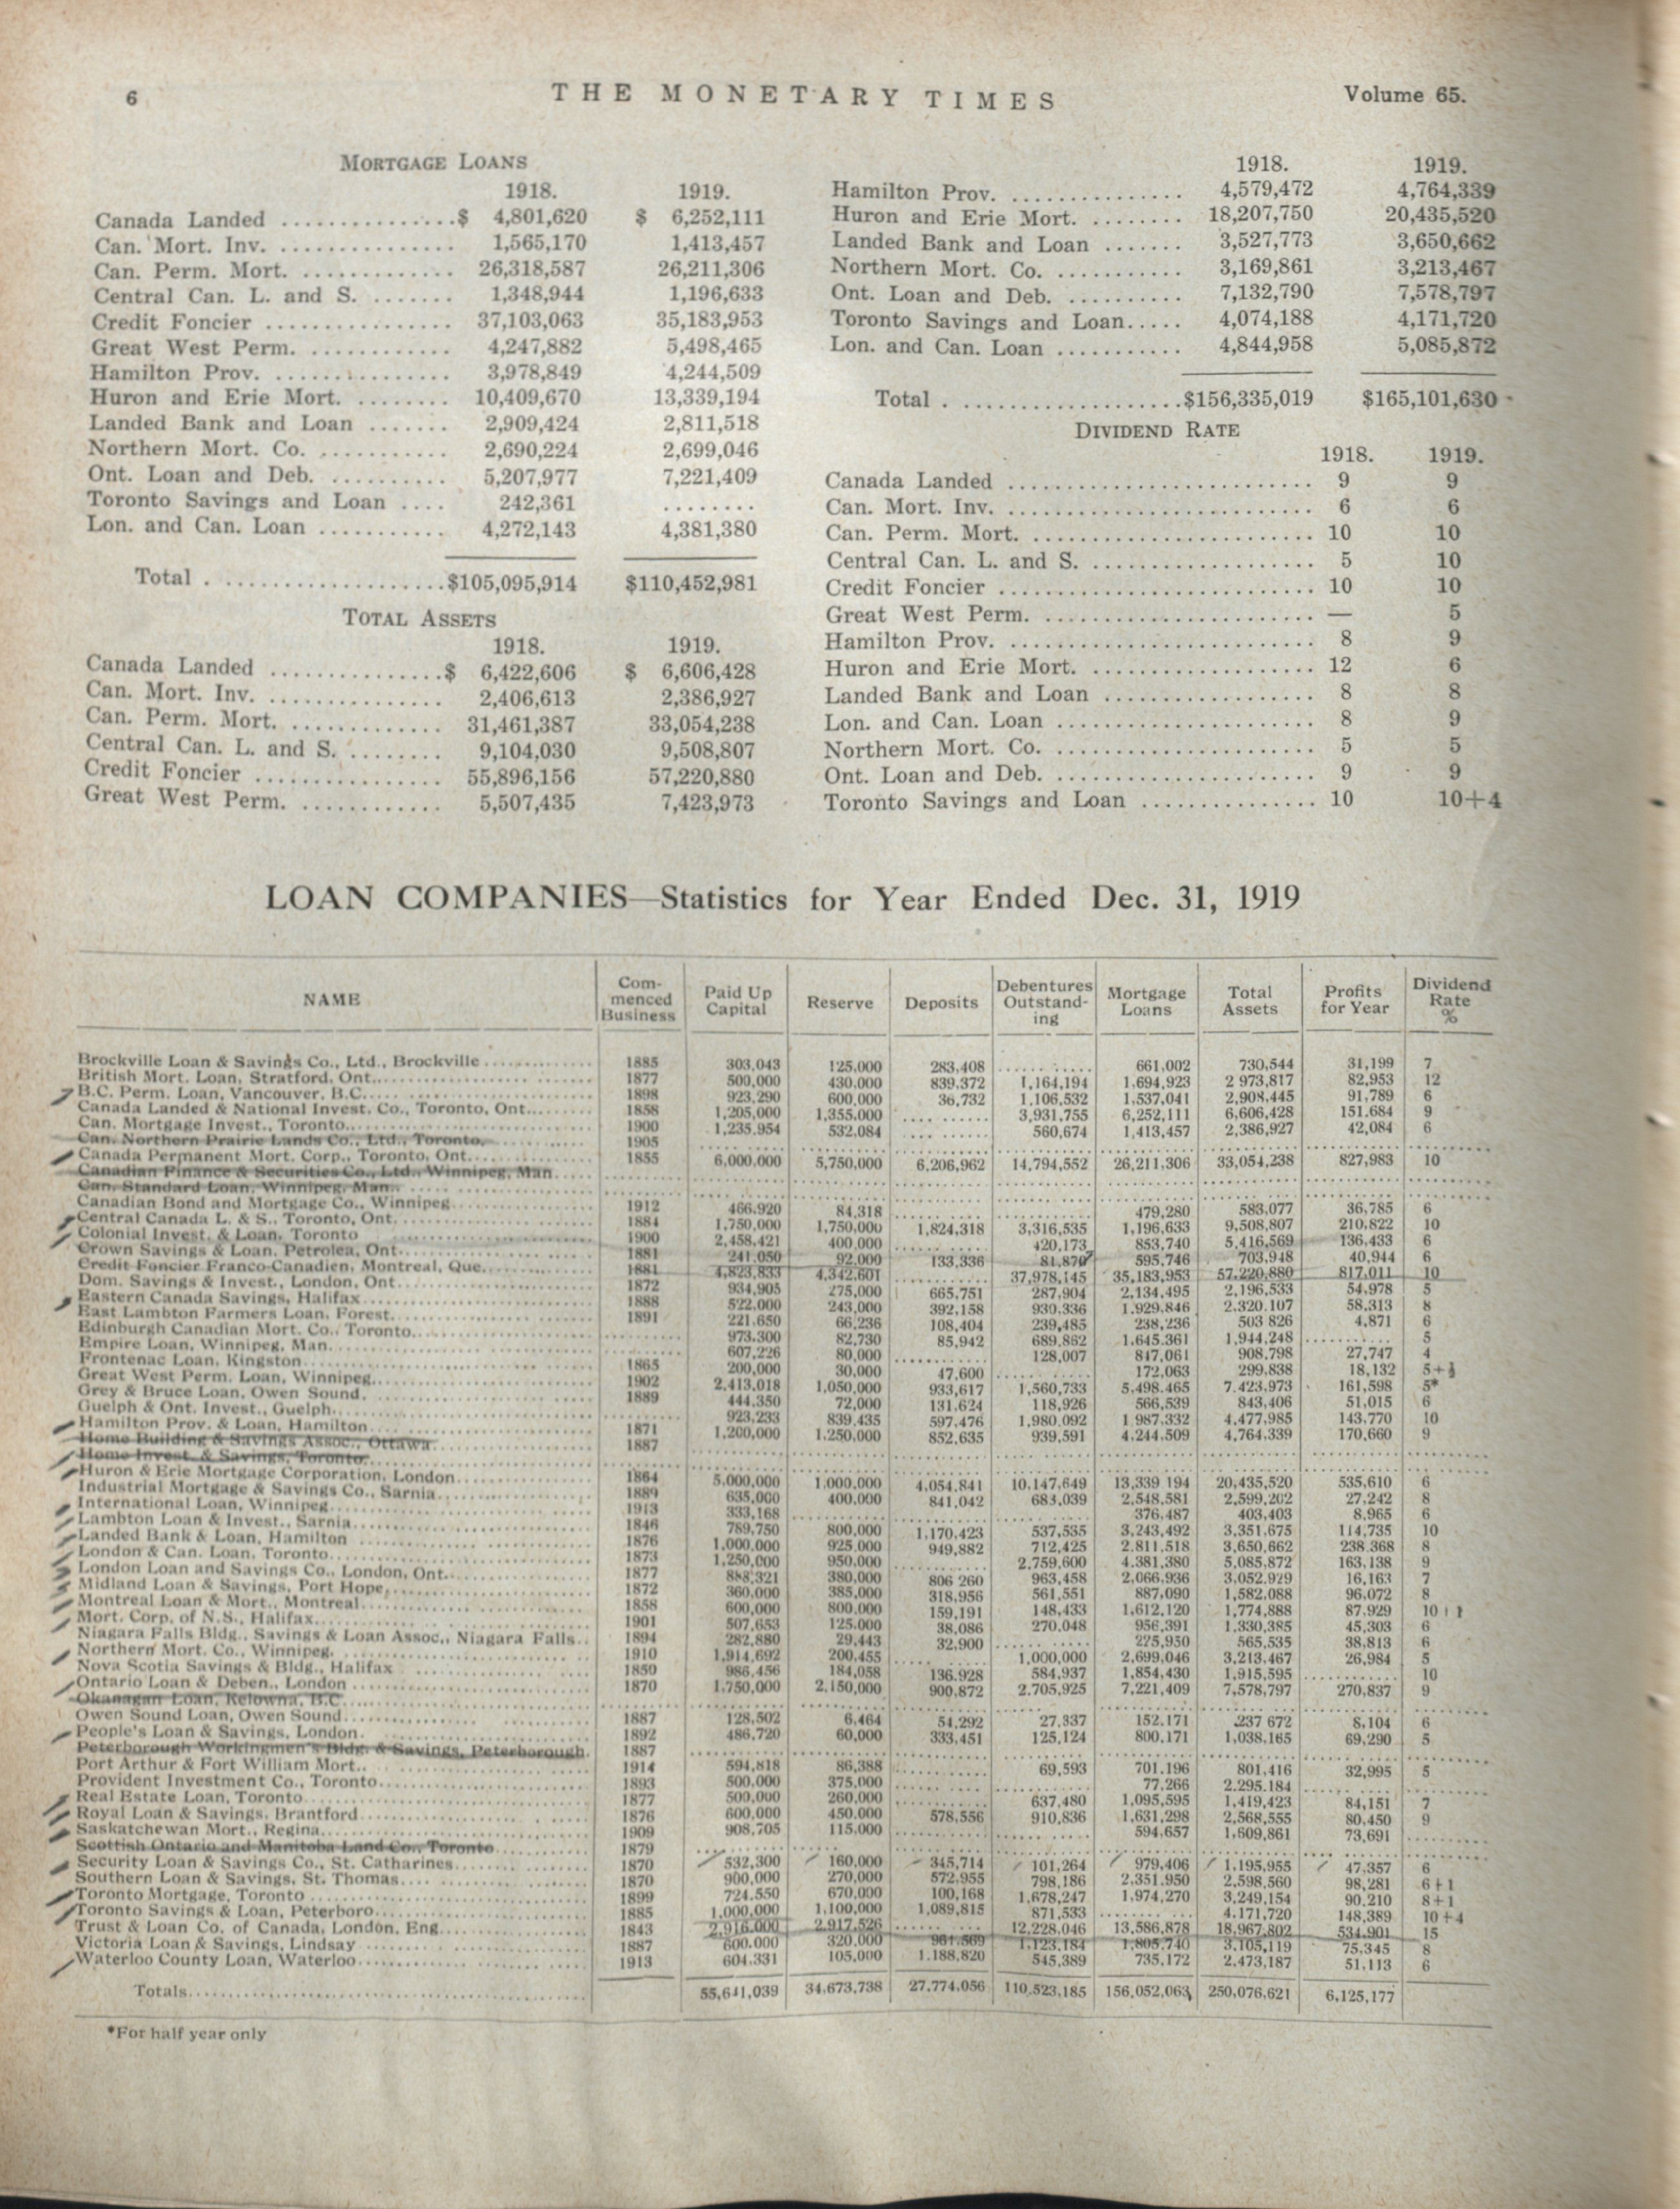 6
THE MONETARY TIMES
Volume 65.
MORTGAGE LOANS
1918. 1919.
Canada Landed ...............$ 4,801,620 $ 6,252,111
Can. Mort. Inv. ............... 1,565,170 1,413,457
Can. Perm. Mort. ............. 26,318,587 26,211,306
Central Can. L. and S. ....... 1,348,944 1,196,633
Credit Foncier ................ 37,103,063 35,183,953
Great West Perm. ............. 4,247,882 5,498,465
Hamilton Prov. ............... 3,978,849 4,244,509
Huron and Erie Mort. ........ 10,409,670 13,339,194
Landed Bank and Loan ....... 2,909,424 2,811,518
Northern Mort. Co. ........... 2,690,224 2,699,046
Ont. Loan and Deb. .......... 5,207,977 7,221,409
Toronto Savings and Loan .... 242,361 ........
Lon. and Can. Loan ........... 4,272,143 4,381,380
Total . ...................$105,095,914 $110,452,981
TOTAL ASSETS
1918. 1919.
Canada Landed ...............$ 6,422,606 $ 6,606,428
Can. Mort. Inv. ............... 2,406,613 2,386,927
Can. Perm. Mort. ............. 31,461,387 33,054,238
Central Can. L. and S. ........ 9,104,030 9,508,807
Credit Foncier ................ 55,896,156 57,220,880
Great West Perm. ............ 5,507,435 7,423,973
1918. 1919.
Hamilton Prov. ............... 4,579,472 4,764,339
Huron and Erie Mort. ........ 18,207,750 20,435,520
Landed Bank and Loan ....... 3,527,773 3,650,662
Northern Mort. Co. ........... 3,169,861 3,213,467
Ont. Loan and Deb. .......... 7,132,790 7,578,797
Toronto Savings and Loan..... 4,074,188 4,171,720
Lon. and Can. Loan ........... 4,844,958 5,085,872
Total . ...................$156,335,019 $165,101,630
DIVIDEND RATE
1918. 1919.
Canada Landed .......................... 9 9
Can. Mort. Inv. .......................... 6 6
Can. Perm. Mort. ........................ 10 10
Central Can. L. and S. ................... 5 10
Credit Foncier ........................... 10 10
Great West Perm. ....................... — 5
Hamilton Prov. .......................... 8 9
Huron and Erie Mort. ................... 12 6
Landed Bank and Loan .................. 8 8
Lon. and Can. Loan ...................... 8 9
Northern Mort. Co. ...................... 5 5
Ont. Loan and Deb. ...................... 9 9
Toronto Savings and Loan ............... 10 10+4
LOAN COMPANIES—Statistics for Year Ended Dec. 31, 1919
NAME Commenced Business Paid Up Capital Reserve Deposits Debentures Outstanding Mortgage Loans Total Assets Profits for Year Dividend Rate %
Brockville Loan & Savings Co., Ltd., Brockville 1885 303,043 125,000 283,408 ........ 661,002 730,544 31,199 7
British Mort. Loan, Stratford, Ont. 1877 500,000 430,000 839,372 1,164,194 1,694,923 2 973,817 82,953 12
B.C. Perm. Loan, Vancouver, B.C. 1898 923,290 600,000 36,732 1,106,532 1,537,041 2,908,445 91,789 6
Canada Landed & National Invest. Co., Toronto, Ont. 1858 1,205,000 1,355,000 ........ 3,931,755 6,252,111 6,606,428 151.684 9
Can. Mortgage Invest., Toronto 1900 1,235.954 532,084 ........ 560,674 1,413,457 2,386,927 42,084 6
Can. Northern Prairie Lands Co., Ltd., Toronto. 1905
Canada Permanent Mort. Corp., Toronto, Ont. 1855 6,000,000 5,750,000 6,206,962 14,794,552 26,211,306 33,054,238 827,983 10
Canadian Finance & Securities Co., Ltd., Winnipeg, Man.
Can. Standard Loan, Winnipeg, Man.
Canadian Bond and Mortgage Co., Winnipeg 1912 466.920 84,318 ........ ........ 479,280 583,077 36,785 6
Central Canada L. & S., Toronto, Ont. 1884 1,750,000 1,750,000 1,824,318 3,316,535 1,196,633 9,508,807 210,822 10
Colonial Invest. & Loan, Toronto 1900 2,458,421 400,000 ........ 420,173 853,740 5,416,569 136,433 6
Crown Savings & Loan, Petrolea, Ont. 1881 241,050 92,000 133,336 81,870 595,746 703,948 40,944 6
Credit Foncier Franco-Canadien, Montreal, Que. 1881 4,823,833 4,342,601 ........ 37,978,145 35,183,953 57,220,880 817,011 10
Dom. Savings & Invest., London, Ont. 1872 934,905 275,000 665,751 287,904 2,134,495 2,196,533 54,978 5
Eastern Canada Savings, Halifax 1888 522,000 243,000 392,158 930,336 1,929,846 2,320,107 58,313 8
East Lambton Farmers Loan, Forest. 1891 221,650 66,236 108,404 239,485 238,236 503 826 4,871 6
Edinburgh Canadian Mort. Co., Toronto ........ 973,300 82,730 85,942 689,862 1,645,361 1,944,248 ........ 5
Empire Loan, Winnipeg, Man. 607,226 80,000 ........ 128,007 817,061 908,798 27,747 4
Frontenac Loan, Kingston 1865 200,000 30,000 47,600 ........ 172,063 299,838 18,132 5+½
Great West Perm. Loan, Winnipeg 1902 2,413,018 1,050,000 933,617 1,560,733 5,498,465 7,423,973 161,598 5*
Grey & Bruce Loan, Owen Sound. 1889 444,350 72,000 131,624 118,926 566,539 843,406 51,015 6
Guelph & Ont. Invest., Guelph 923,233 839,435 597,476 1,980,092 1 987,332 4,477,985 143,770 10
Hamilton Prov. & Loan, Hamilton 1871 1,200,000 1,250,000 852,635 939,591 4,244,509 4,764,339 170,660 9
Home Building & Savings Assoc., Ottawa 1887
Home Invest & Savings, Toronto
Huron & Erie Mortgage Corporation, London 1864 5,000,000 1,000,000 4,054,841 10,147,649 13,339 194 20,435,520 535,610 6
Industrial Mortgage & Savings Co., Sarnia 1889 635,000 400,000 841,042 683,039 2,548,581 2,599,202 27,242 8
International Loan, Winnipeg 1913 333,168 ........ ........ 376,487 403,403 8,965 6
Lambton Loan & Invest., Sarnia 1846 789,750 800,000 1,170,423 537,535 3,243,492 3,351,675 114,735 10
Landed Bank & Loan, Hamilton 1876 1,000,000 925,000 949,882 712,425 2,811,518 3,650,662 238,368 8
London & Can. Loan, Toronto 1873 1,250,000 950,000 ........ 2,759,600 4,381,380 5,085,872 163,138 9
London Loan and Savings Co., London, Ont. 1877 888,321 380,000 806 260 963,458 2,066,936 3,052,929 16,163 7
Midland Loan & Savings, Port Hope 1872 360,000 385,000 318,956 561,551 887,090 1,582,088 96,072 8
Montreal Loan & Mort., Montreal 1858 600,000 800,000 159,191 148,433 1,612,120 1,774,888 87,929 10+1
Mort. Corp. of N.S., Halifax 1901 507,653 125,000 38,086 270,048 956,391 1,330,385 45,303 6
Niagara Falls Bldg., Savings & Loan Assoc., Niagara Falls 1894 282,880 29,443 32,900 ........ 225,950 565,535 38,813 6
Northern Mort. Co., Winnipeg. 1910 1,914,692 200,455 ........ 1,000,000 2,699,046 3,213,467 26,984 5
Nova Scotia Savings & Bldg., Halifax 1850 986,456 184,058 136,928 584,937 1,854,430 1,915,595 ........ 10
Ontario Loan & Deben., London 1870 1,750,000 2,150,000 900,872 2,705,925 7,221,409 7,578,797 270,837 9
Okanagan Loan, Kelowna, B.C.
Owen Sound Loan, Owen Sound 1887 128,502 6,464 54,292 27,337 152,171 237 672 8,104 6
People's Loan & Savings, London 1892 486,720 60,000 333,451 125,124 800,171 1,038,165 69,290 5
Peterborough Workingmen's Bldg. & Savings, Peterborough. 1887
Port Arthur & Fort William Mort. 1914 594,818 86,388 ........ 69,593 701,196 801,416 32,995 5
Provident Investment Co., Toronto 1893 500,000 375,000 ........ ........ 77,266 2,295,184 ........
Real Estate Loan, Toronto 1877 500,000 260,000 ........ 637,480 1,095,595 1,419,423 84,151 7
Royal Loan & Savings, Brantford 1876 600,000 450,000 578,556 910,836 1,631,298 2,568,555 80,450 9
Saskatchewan Mort., Regina 1909 908,705 115,000 ........ ........ 594,657 1,609,861 73,691 ........
Scottish Ontario and Manitoba Land Co., Toronto 1879
Security Loan & Savings Co., St. Catharines 1870 532,300 160,000 345,714 101,264 979,406 1,195,955 47,357 6
Southern Loan & Savings, St. Thomas 1870 900,000 270,000 572,955 798,186 2,351,950 2,598,560 98,281 6+1
Toronto Mortgage, Toronto 1899 724,550 670,000 100,168 1,678,247 1,974,270 3,249,154 90,210 8+1
Toronto Savings & Loan, Peterboro 1885 1,000,000 1,100,000 1,089,815 871,533 ........ 4,171,720 148,389 10+4
Trust & Loan Co. of Canada, London, Eng. 1843 2,916,000 2,917,526 ........ 12,228,046 13,586,878 18,967,802 534,901 15
Victoria Loan & Savings, Lindsay 1887 600,000 320,000 961,569 1,123,184 1,805,740 3,105,119 75,345 8
Waterloo County Loan, Waterloo 1913 604,331 105,000 1,188,820 545,389 735,172 2,473,187 51,113 6
Totals 55,641,039 34,673,738 27,774,056 110,523,185 156,052,063 250,076,621 6,125,177
*For half year only